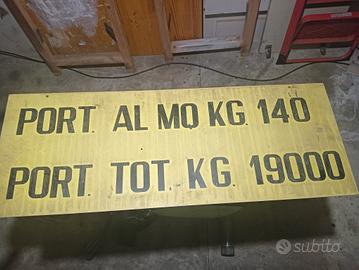 PORT. AL MQ KG. 140
PORT. TOT. KG. 19000
subito